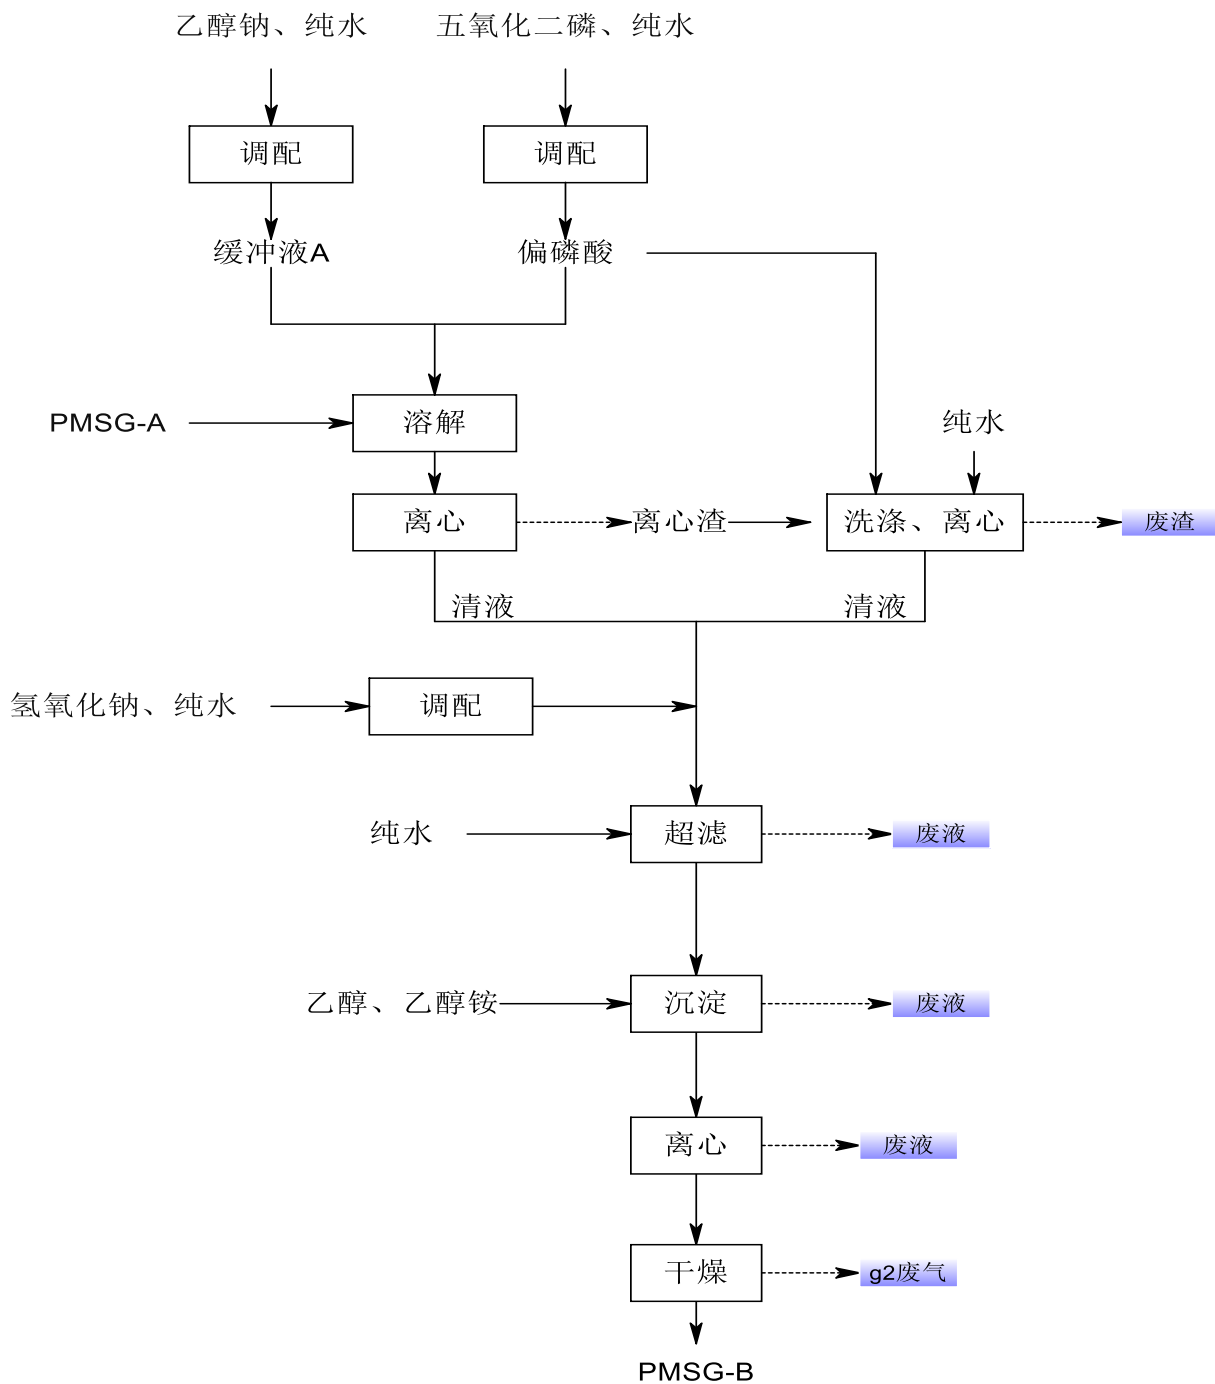 乙醇钠、纯水
五氧化二磷、纯水
调配
调配
缓冲液A
偏磷酸
PMSG-A
溶解
纯水
离心
离心渣
洗涤、离心
废渣
清液
清液
氢氧化钠、纯水
调配
纯水
超滤
废液
乙醇、乙醇铵
沉淀
废液
离心
废液
干燥
g2废气
PMSG-B